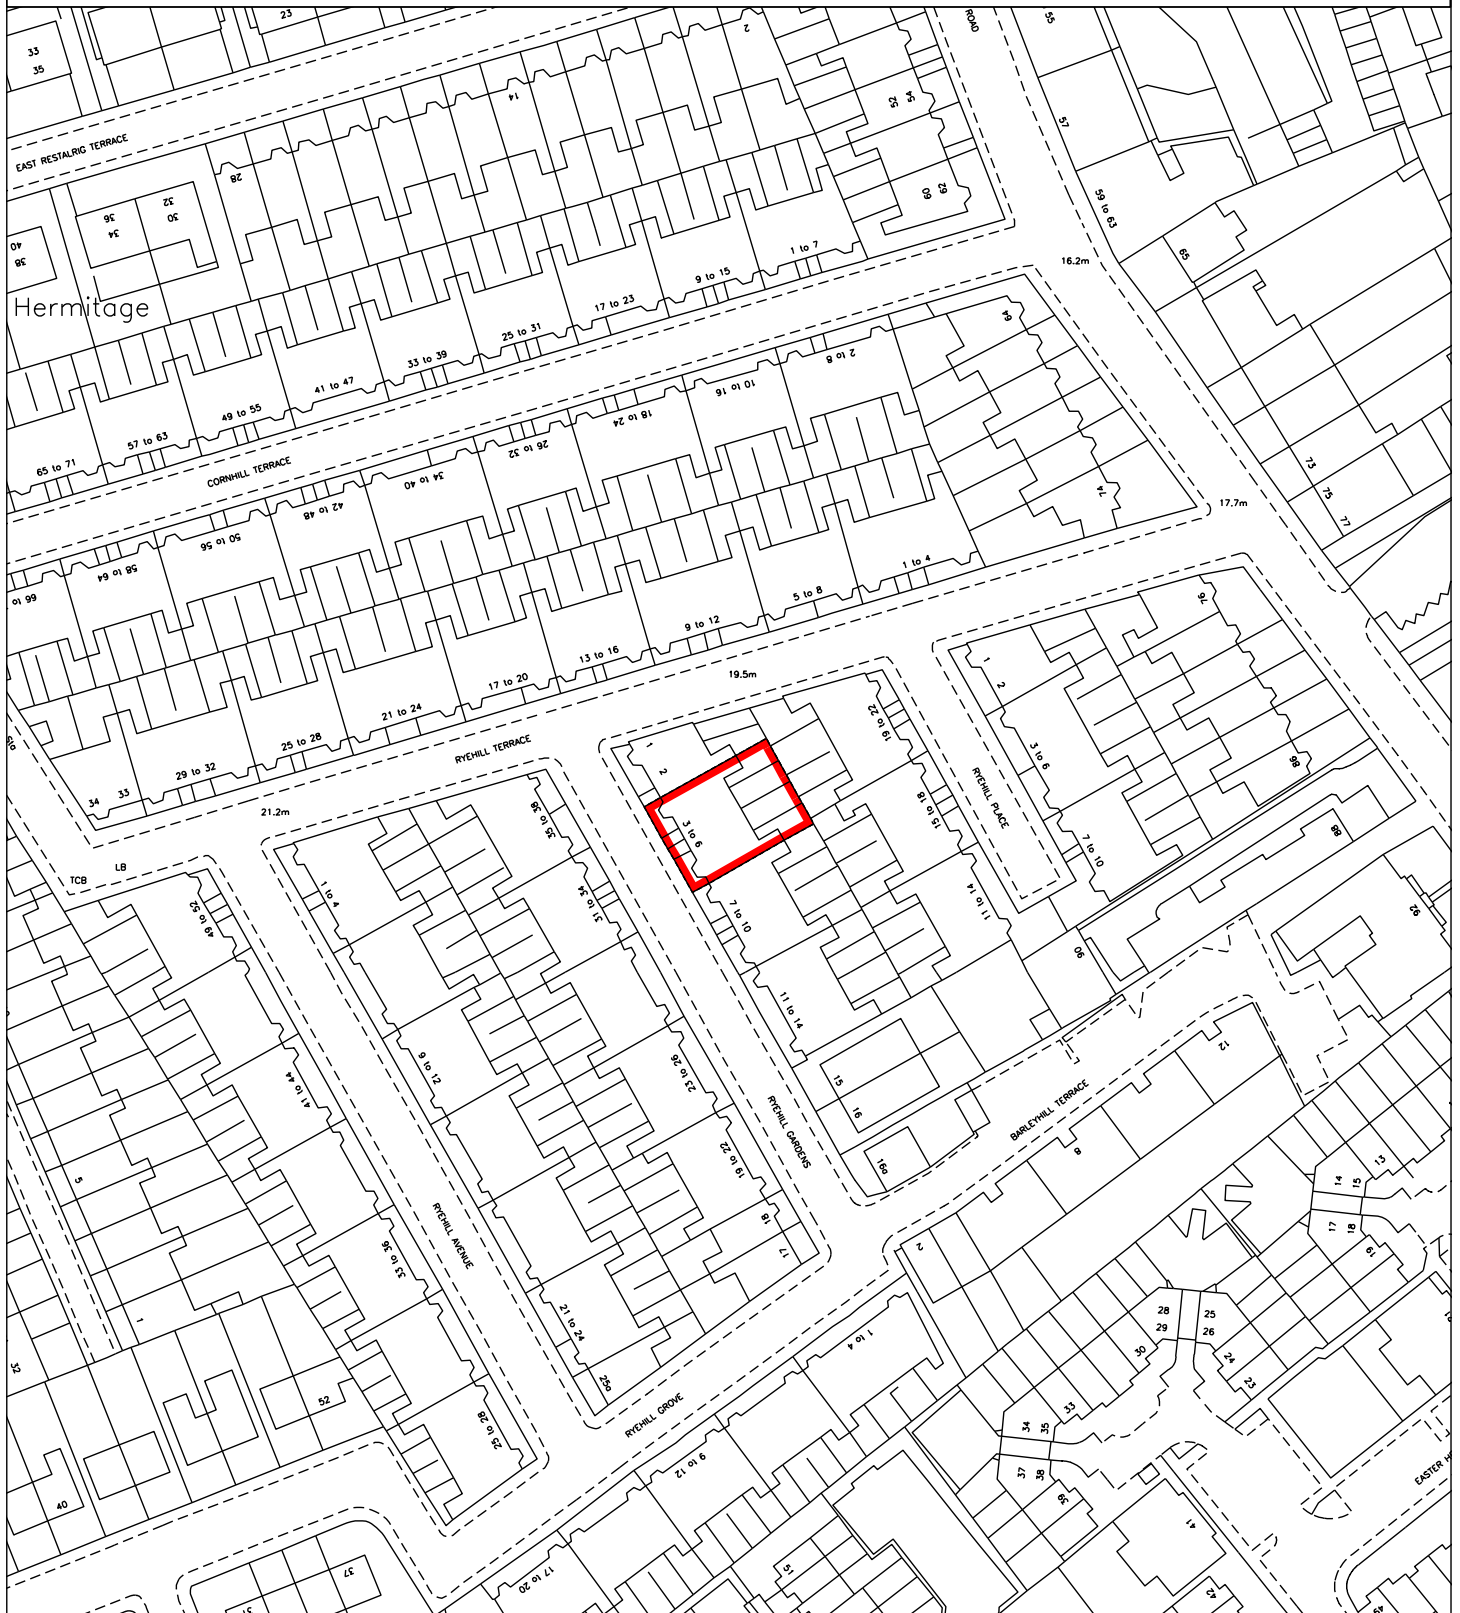 23
33
35
2
ROAD
55
EAST RESTALRIG TERRACE
14
52
54
57
28
32
36
30
34
60
62
59 to 63
40
38
1 to 7
65
16.2m
9 to 15
Hermitage
17 to 23
64
25 to 31
33 to 39
2 to 8
41 to 47
10 to 16
49 to 55
18 to 24
57 to 63
26 to 32
65 to 71
CORNHILL TERRACE
34 to 40
73
74
75
42 to 48
17.7m
77
50 to 56
58 to 64
1 to 4
66 to
5 to 8
76
9 to 12
13 to 16
1
19.5m
17 to 20
2
21 to 24
19 to 22
25 to 28
RYEHILL TERRACE
1
3 to 6
86
29 to 32
2
33
34
RYEHILL PLACE
21.2m
35 to 38
15 to 18
3 to 6
88
7 to 10
LB
TCB
1 to 4
49 to 52
31 to 34
7 to 10
11 to 14
92
90
11 to 14
12
9 to 12
23 to 26
15
41 to 44
16
BARLEYHILL TERRACE
RYEHILL GARDENS
8
19 to 22
16a
13
5
14
15
18
17
18
RYEHILL AVENUE
17
2
19
33 to 36
28
25
21 to 24
29
26
1 to 4
30
24
32
25a
23
52
33
RYEHILL GROVE
34
35
25 to 28
9 to 12
37
38
EASTER H
40
39
41
37
51
17 to 20
42